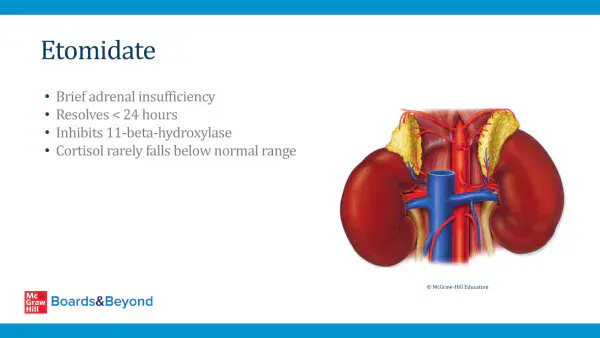 Etomidate
• Brief adrenal insufficiency
• Resolves < 24 hours
• Inhibits 11-beta-hydroxylase
• Cortisol rarely falls below normal range
© McGraw-Hill Education
Mc
Graw
Hill
Boards&Beyond